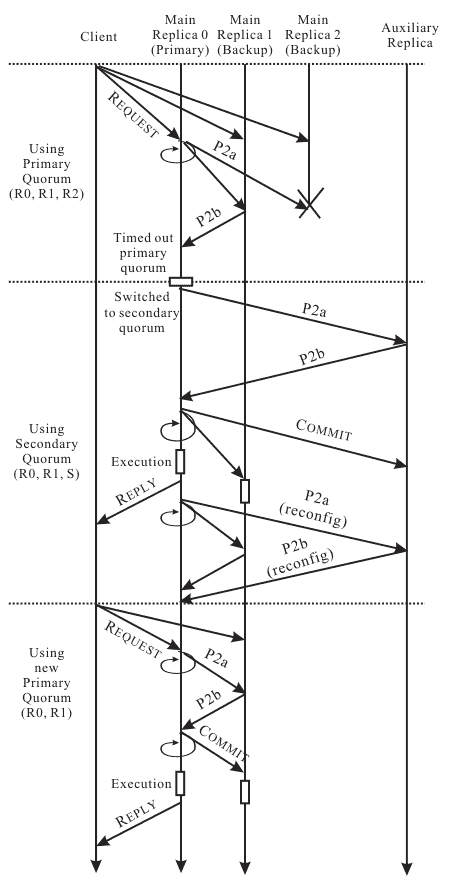 Client
Main
Replica 0
(Primary)
Main
Replica 1
(Backup)
Main
Replica 2
(Backup)
Auxiliary
Replica
REQUEST
P2a
Using
Primary
Quorum
(R0, R1, R2)
P2b
Timed out
primary
quorum
Switched
to secondary
quorum
P2a
P2b
Using
Secondary
Quorum
(R0, R1, S)
COMMIT
Execution
REPLY
P2a
(reconfig)
P2b
(reconfig)
REQUEST
P2a
Using
new
Primary
Quorum
(R0, R1)
P2b
COMMIT
Execution
REPLY